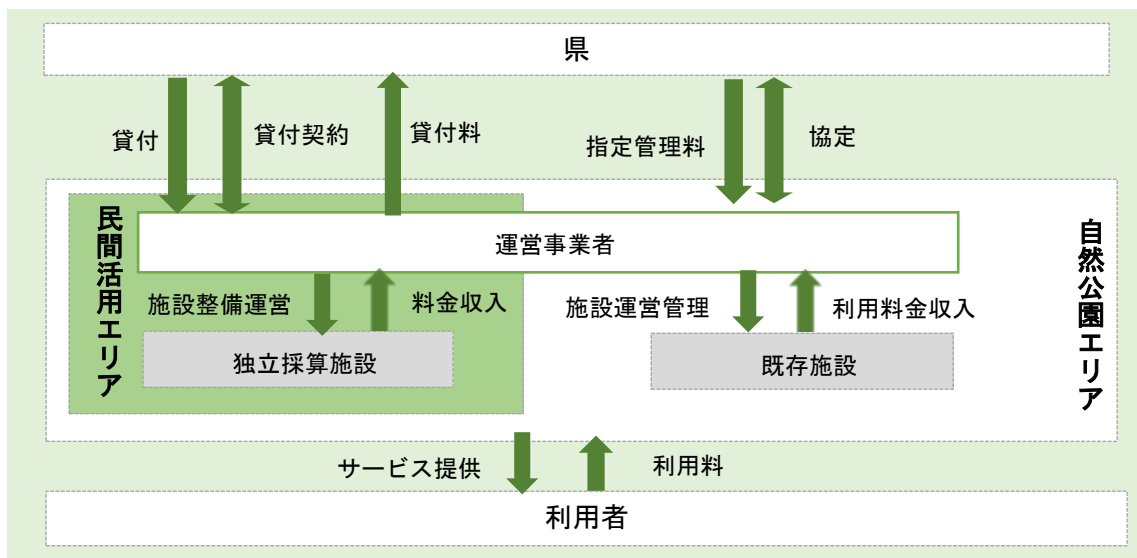 県
貸付
貸付契約
貸付料
指定管理料
協定
民間活用エリア
運営事業者
自然公園エリア
施設整備運営
料金収入
施設運営管理
利用料金収入
独立採算施設
既存施設
サービス提供
利用料
利用者